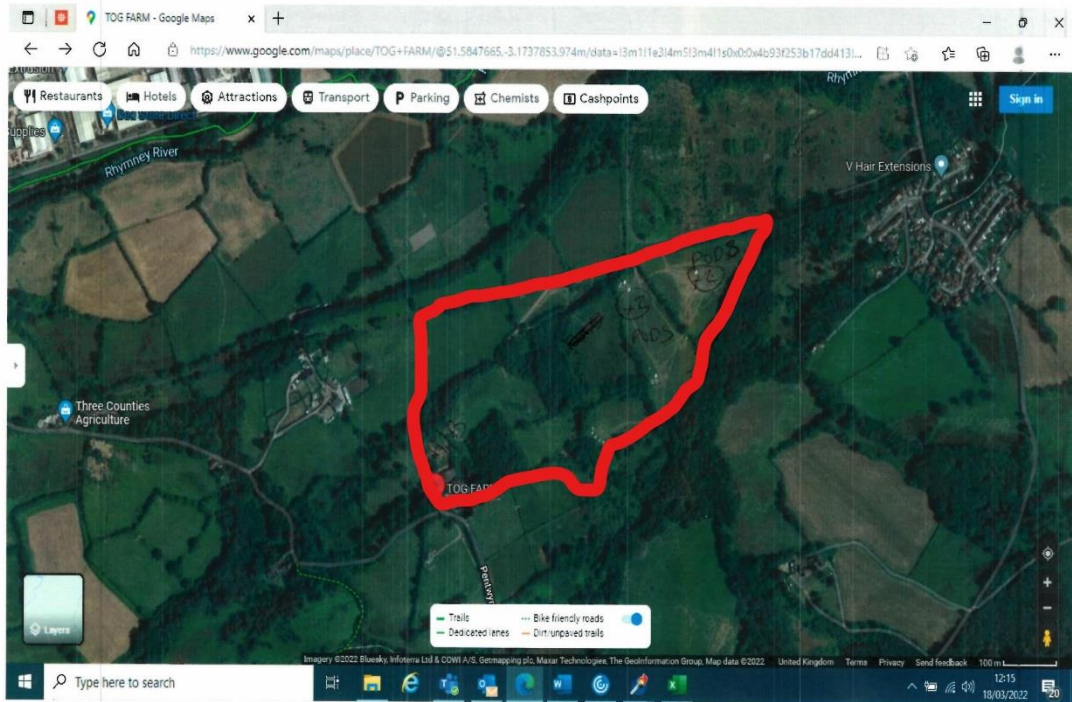 TOG FARM - Google Maps
https://www.google.com/maps/place/TOG+FARM/@51.5847665,-3.1737853,974m/data=!3m1!1e3!4m5!3m4!1s0x0:0x4b93f253b17dd413!...
Restaurants
Hotels
Attractions
Transport
Parking
Chemists
Cashpoints
Sign in
Supplies
Rhymney River
V Hair Extensions
PODS
PODS
Three Counties
Agriculture
TOG FARM
Layers
Trails
Bike friendly roads
Dedicated lanes
Dirt/unpaved trails
Imagery ©2022 Bluesky, Infoterra Ltd & COWI A/S, Getmapping plc, Maxar Technologies, The GeoInformation Group, Map data ©2022 United Kingdom Terms Privacy Send feedback 100 m
Type here to search
12:15
18/03/2022
20